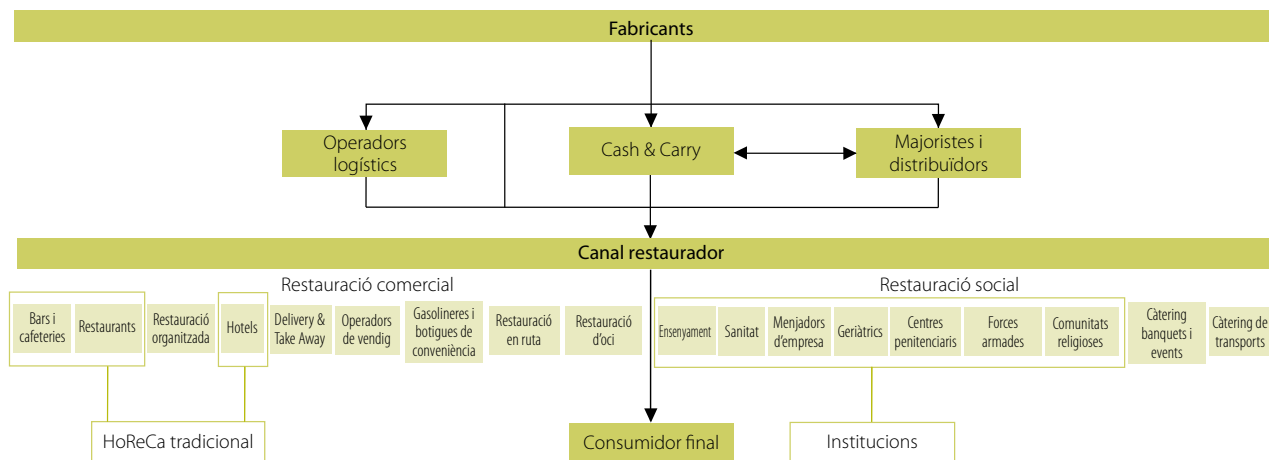 Fabricants
Operadors
logístics
Cash & Carry
Majoristes i
distribuïdors
Canal restaurador
Restauració comercial
Restauració social
Bars i
cafeteries
Restaurants
Restauració
organitzada
Hotels
Delivery &
Take Away
Operadors
de vendig
Gasolineres i
botigues de
conveniència
Restauració
en ruta
Restauració
d'oci
Ensenyament
Sanitat
Menjadors
d'empresa
Geriàtrics
Centres
penitenciaris
Forces
armades
Comunitats
religioses
Càtering
banquets i
events
Càtering de
transports
HoReCa tradicional
Consumidor final
Institucions